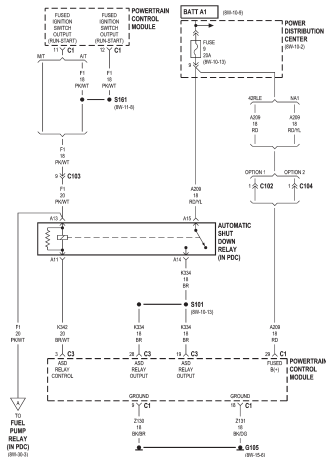 FUSED IGNITION SWITCH OUTPUT (RUN-START)
FUSED IGNITION SWITCH OUTPUT (RUN-START)
POWERTRAIN CONTROL MODULE
BATT A1
(8W-10-9)
POWER DISTRIBUTION CENTER (8W-10-2)
FUSE 9 20A (8W-10-13)
11 C1
12 C1
9
M/T
A/T
F1 18 PK/WT
F1 18 PK/WT
S161
(8W-11-5)
42RLE
NA1
A209 18 RD
A209 18 RD/YL
F1 18 PK/WT
OPTION 1
OPTION 2
9 C103
1 C102
1 C104
F1 20 PK/WT
A209 18 RD/YL
A13
A15
AUTOMATIC SHUT DOWN RELAY (IN PDC)
A11
A14
K334 18 BR
S101
(8W-10-13)
F1 20 PK/WT
K342 20 BR/WT
K334 18 BR
K334 18 BR
A209 18 RD
3 C3
28 C3
19 C3
29 C1
ASD RELAY CONTROL
ASD RELAY OUTPUT
ASD RELAY OUTPUT
FUSED B(+)
POWERTRAIN CONTROL MODULE
GROUND
GROUND
9 C1
18 C1
A
TO FUEL PUMP RELAY (IN PDC) (8W-30-3)
Z130 18 BK/BR
Z131 18 BK/DG
G105
(8W-15-6)